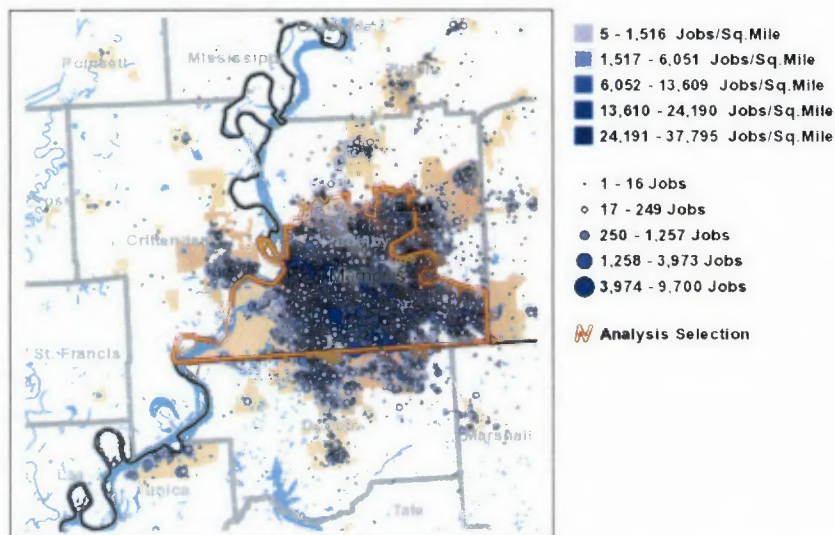 Mississipp
Crittenden
Memphis
St. Francis
Marshall
Tunica
Tate
5 - 1,516 Jobs/Sq.Mile
1,517 - 6,051 Jobs/Sq.Mile
6,052 - 13,609 Jobs/Sq.Mile
13,610 - 24,190 Jobs/Sq.Mile
24,191 - 37,795 Jobs/Sq.Mile
1 - 16 Jobs
17 - 249 Jobs
250 - 1,257 Jobs
1,258 - 3,973 Jobs
3,974 - 9,700 Jobs
Analysis Selection